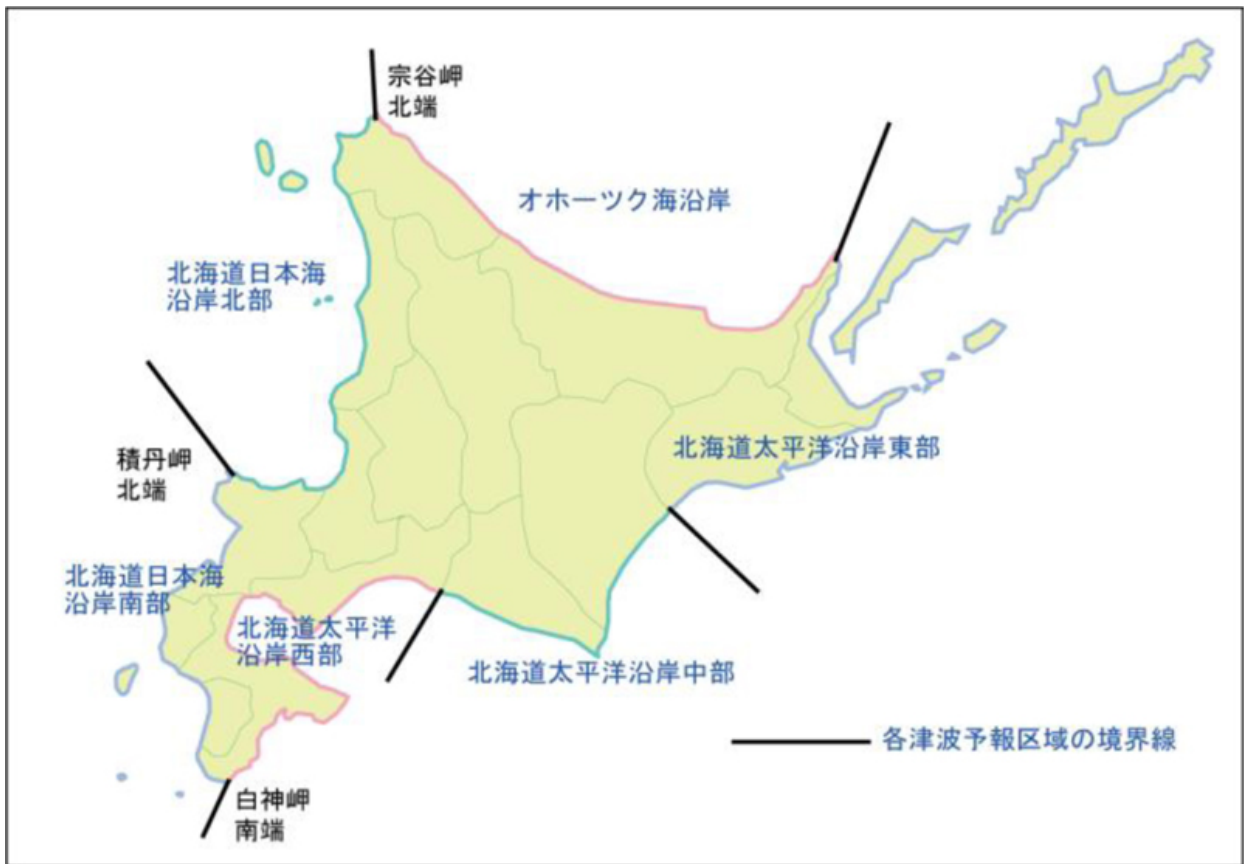 宗谷岬
北端
オホーツク海沿岸
北海道日本海
沿岸北部
北海道太平洋沿岸東部
積丹岬
北端
北海道日本海
沿岸南部
北海道太平洋
沿岸西部
北海道太平洋沿岸中部
各津波予報区域の境界線
白神岬
南端